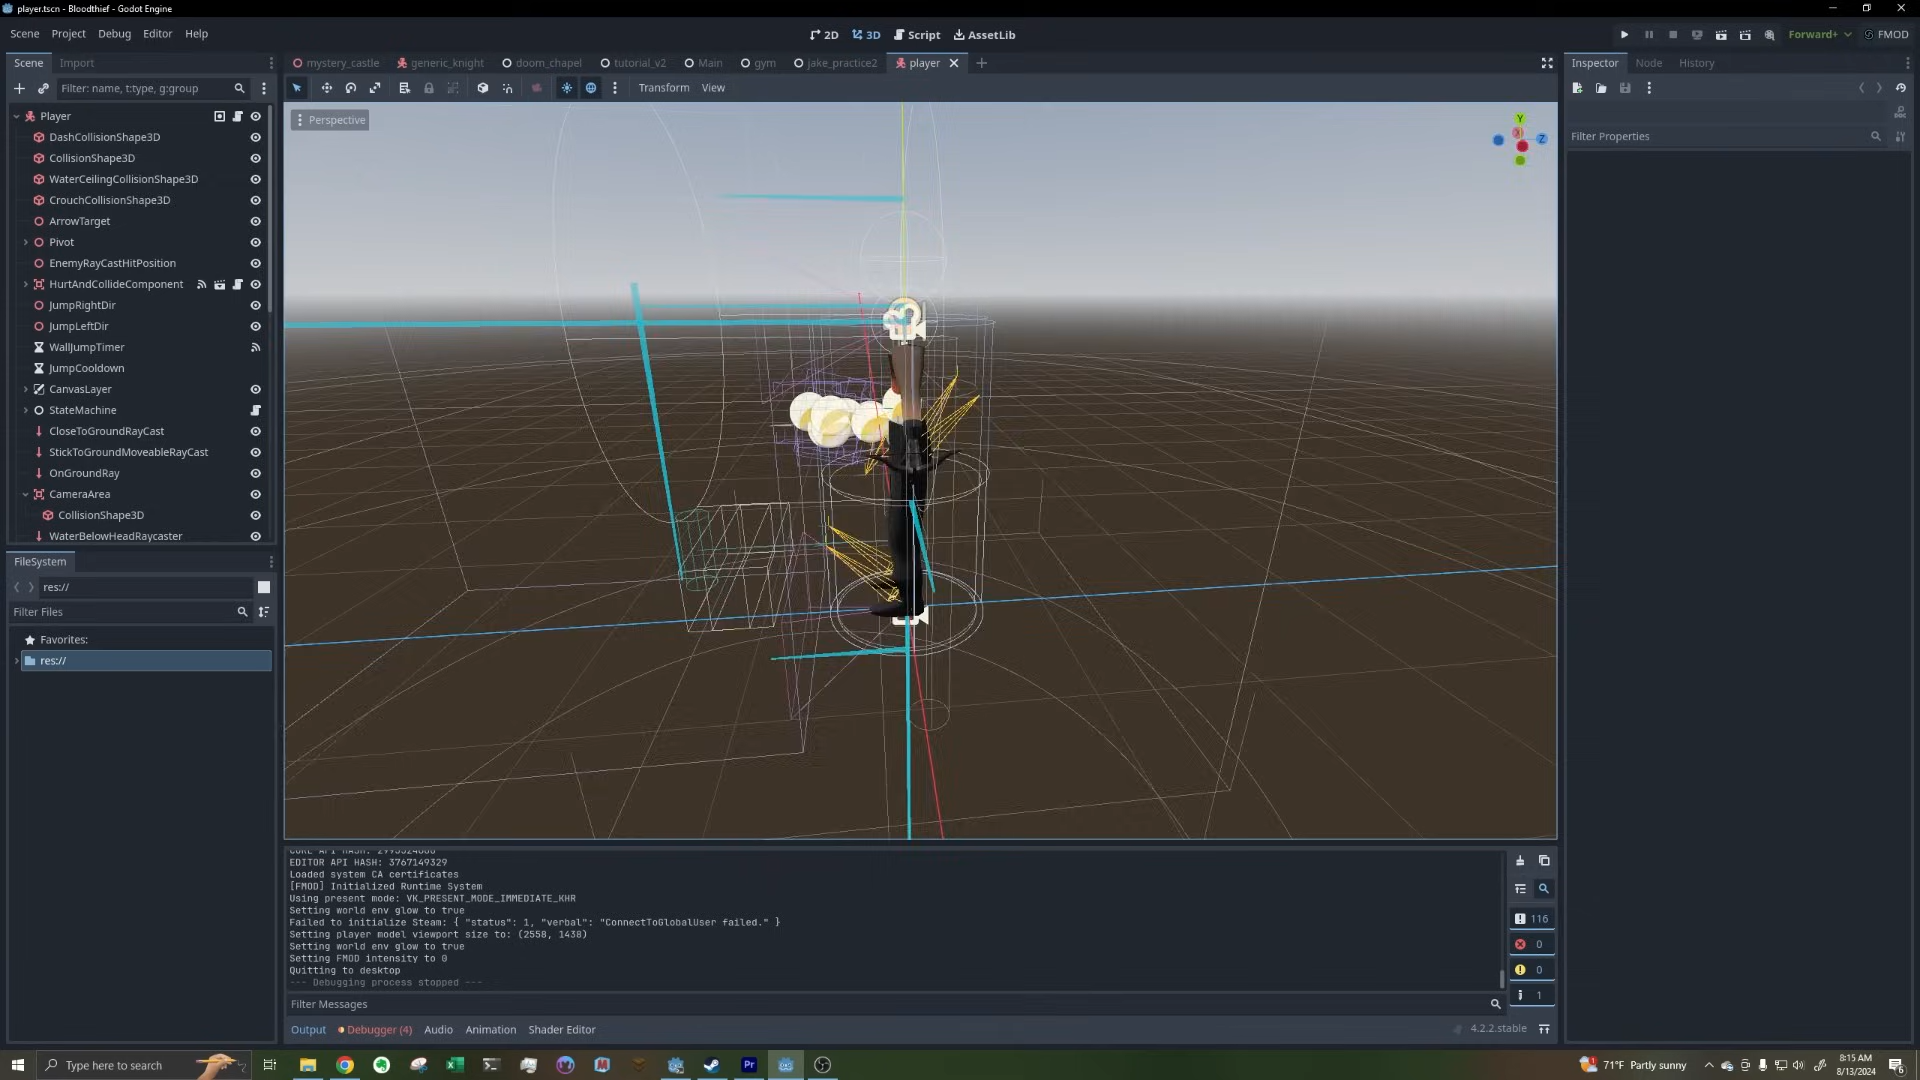 player.tscn - Bloodthief - Godot Engine
Scene Project Debug Editor Help
2D 3D Script AssetLib
Forward+ FMOD
Scene Import
mystery_castle generic_knight doom_chapel tutorial_v2 Main gym jake_practice2 player
Inspector Node History
Filter: name, t:type, g:group
Transform View
Perspective
Filter Properties
Player
DashCollisionShape3D
CollisionShape3D
WaterCeilingCollisionShape3D
CrouchCollisionShape3D
ArrowTarget
Pivot
EnemyRayCastHitPosition
HurtAndCollideComponent
JumpRightDir
JumpLeftDir
WallJumpTimer
JumpCooldown
CanvasLayer
StateMachine
CloseToGroundRayCast
StickToGroundMoveableRayCast
OnGroundRay
CameraArea
CollisionShape3D
WaterBelowHeadRaycaster
Y
X
Z
FileSystem
res://
Filter Files
Favorites:
res://
EDITOR API HASH: 3767149329
Loaded system CA certificates
[FMOD] Initialized Runtime System
Using present mode: VK_PRESENT_MODE_IMMEDIATE_KHR
Setting world env glow to true
Failed to initialize Steam: { "status": 1, "verbal": "ConnectToGlobalUser failed." }
Setting player model viewport size to: (2558, 1438)
Setting world env glow to true
Setting FMOD intensity to 0
Quitting to desktop
--- Debugging process stopped ---
116
0
0
1
Filter Messages
Output Debugger (4) Audio Animation Shader Editor
4.2.2.stable
Type here to search
71°F Partly sunny
8:15 AM
8/13/2024